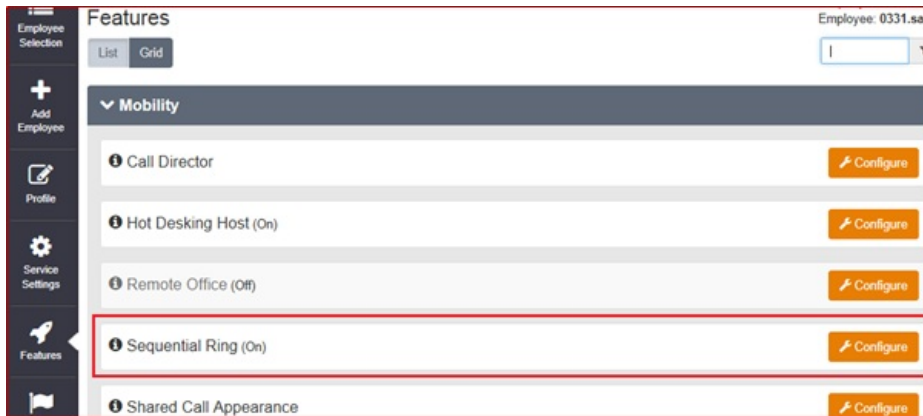 Employee
Selection
Add
Employee
Profile
Service
Settings
Features
Features
Employee: 0331.sa
List Grid
Mobility
Call Director Configure
Hot Desking Host (On) Configure
Remote Office (Off) Configure
Sequential Ring (On) Configure
Shared Call Appearance Configure